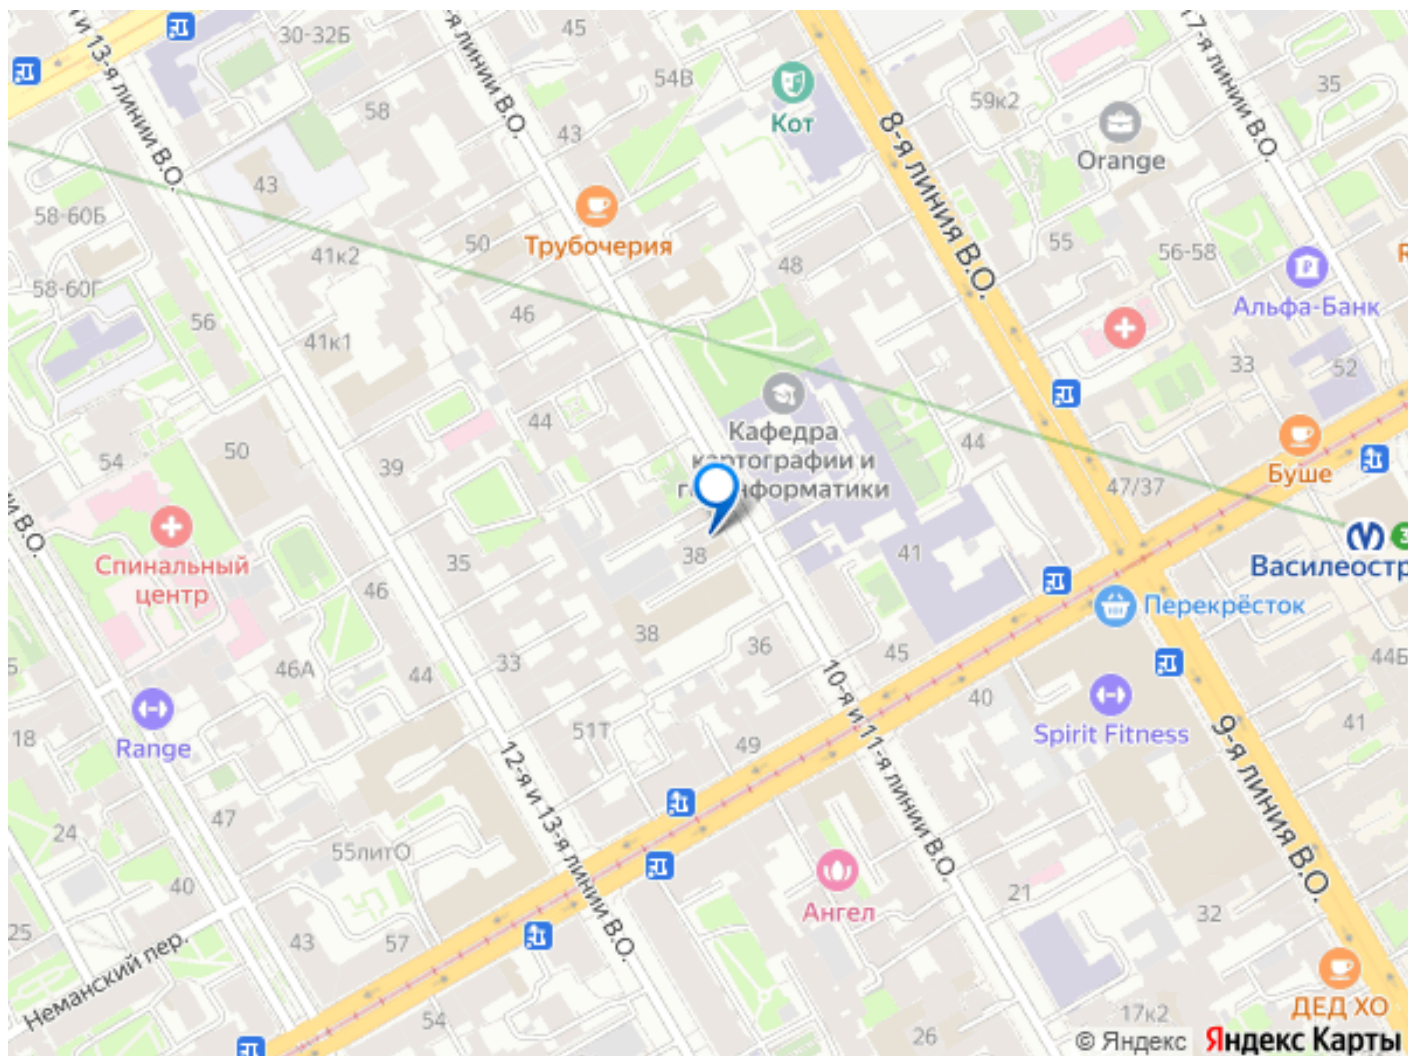 30-32Б
45
54В
58
43
Кот
59к2
35
Orange
и 13-я линии В.О.
-я линии В.О.
8-я линия В.О.
17-я линии В.О.
43
58-60Б
Трубочерия
50
41к2
48
55
56-58
Альфа-Банк
58-60Г
56
46
41к1
33
52
44
Кафедра
картографии и
геоинформатики
44
Буше
54
50
39
47/37
Спинальный
центр
35
38
41
Василеостр
3
Перекрёсток
46
38
36
45
44Б
46А
44
33
40
Spirit Fitness
18
Range
51Т
49
41
10-я и 11-я линии В.О.
9-я линия В.О.
12-я и 13-я линии В.О.
24
47
55литО
40
Ангел
21
32
25
43
57
Неманский пер.
54
26
17к2
ДЕД ХО
© Яндекс Яндекс Карты